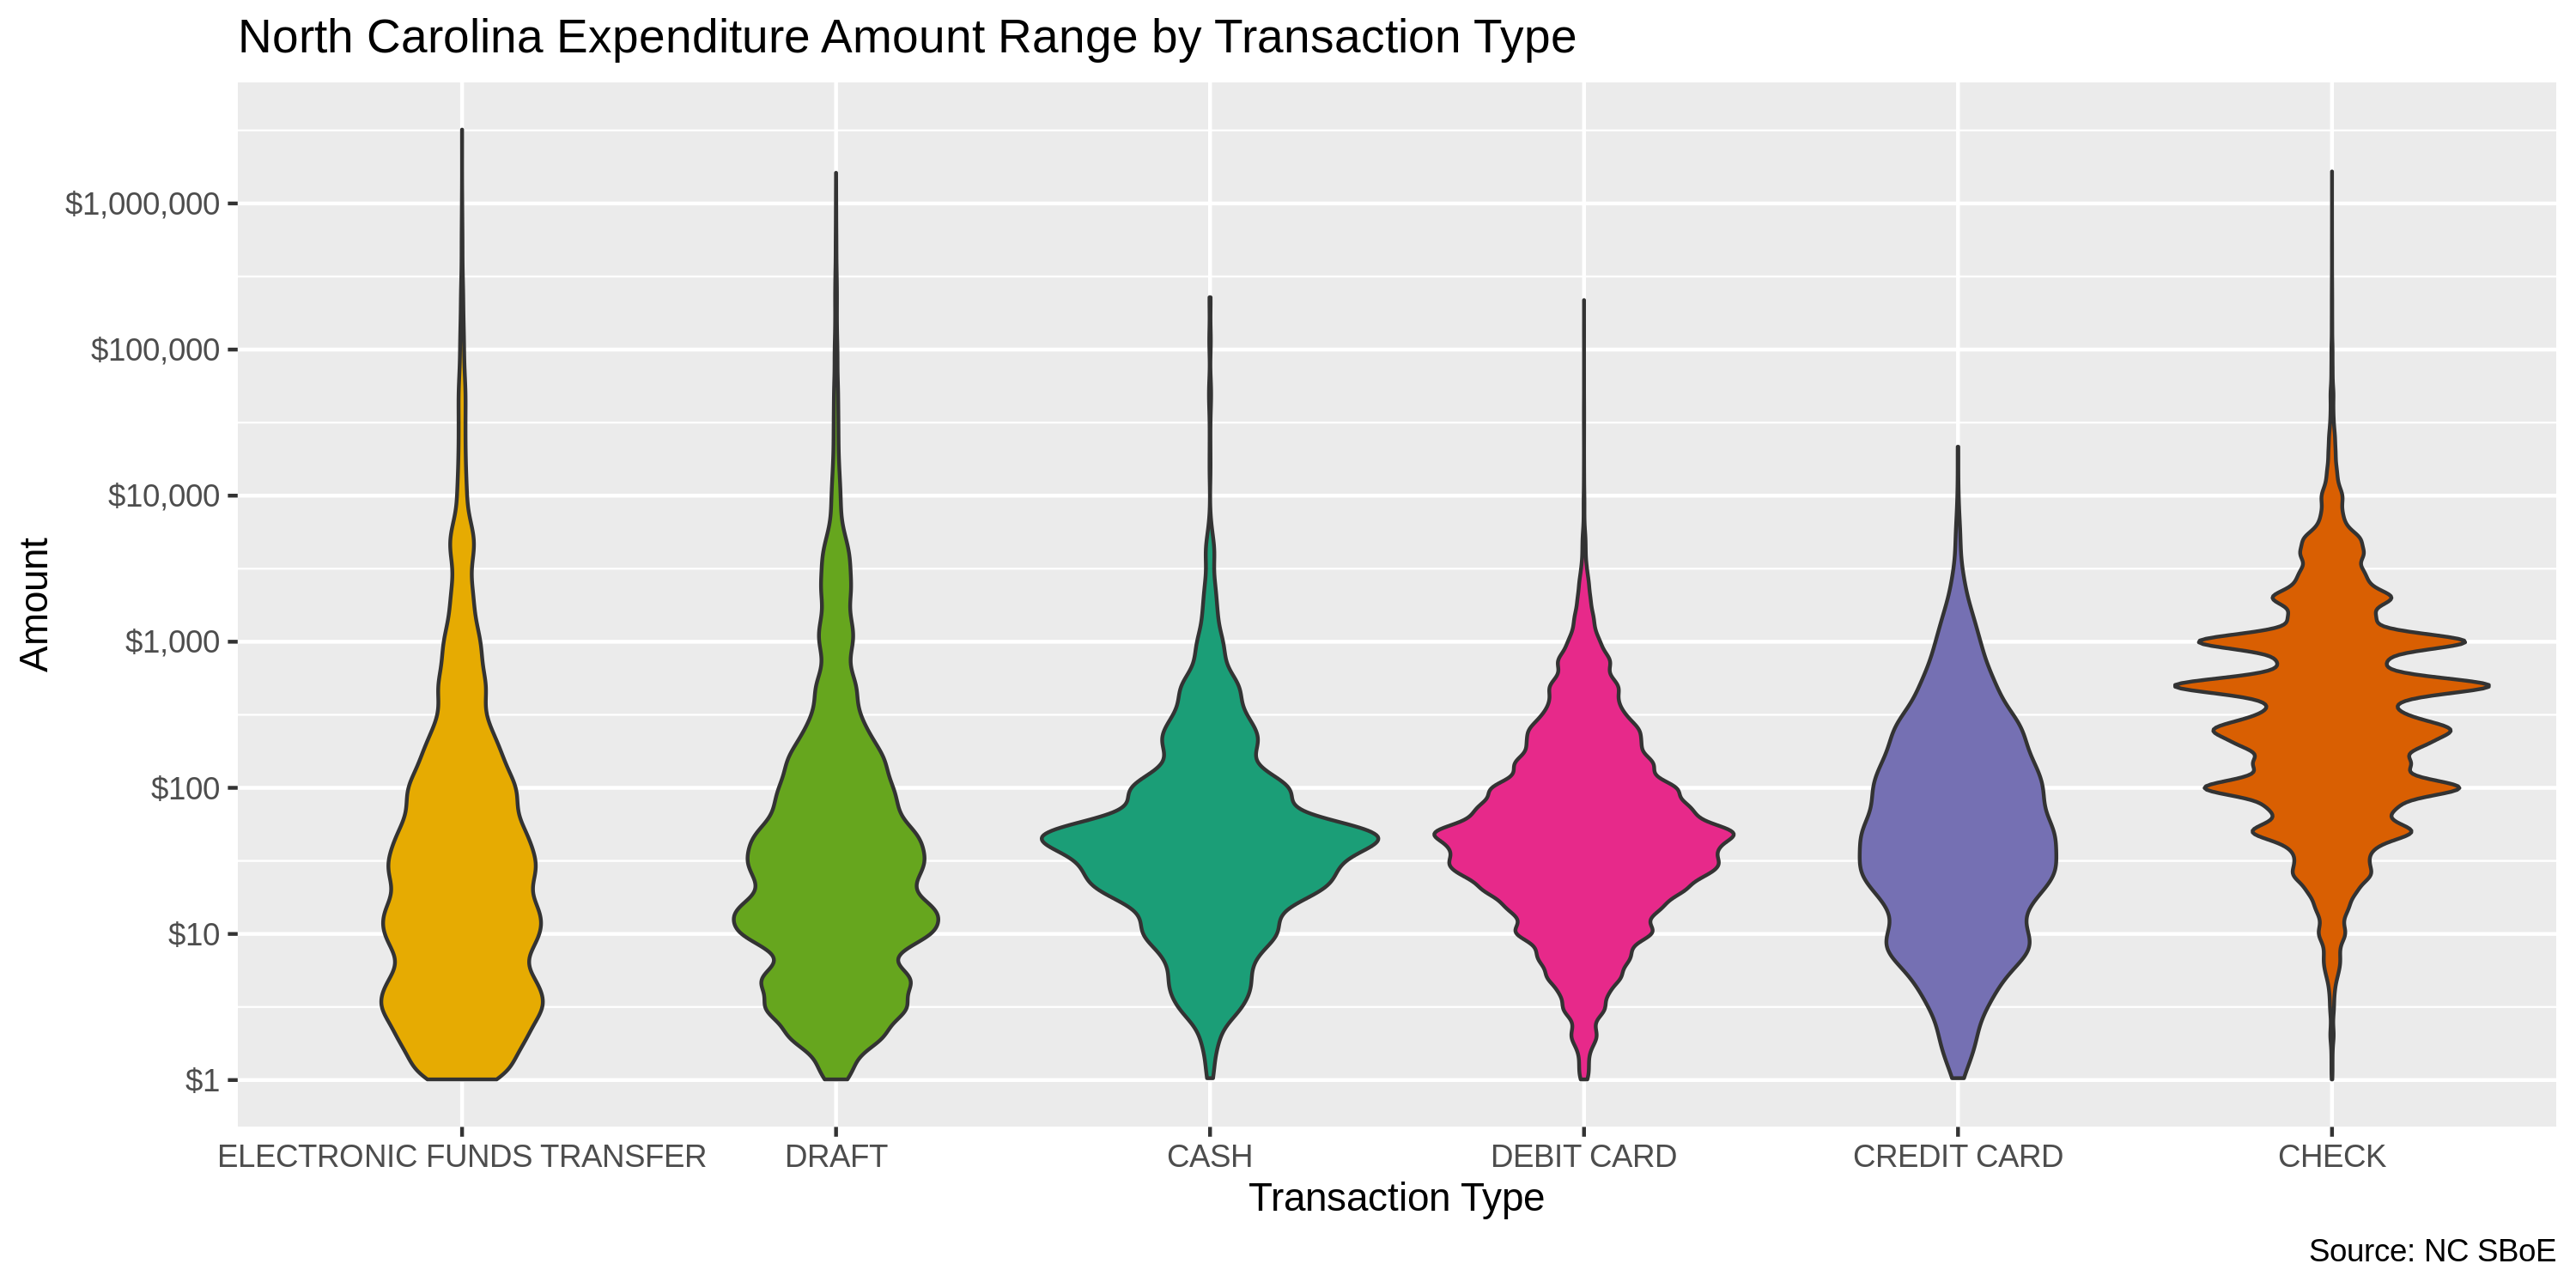 North Carolina Expenditure Amount Range by Transaction Type
Amount
$1,000,000
$100,000
$10,000
$1,000
$100
$10
$1
ELECTRONIC FUNDS TRANSFER
DRAFT
CASH
DEBIT CARD
CREDIT CARD
CHECK
Transaction Type
Source: NC SBoE